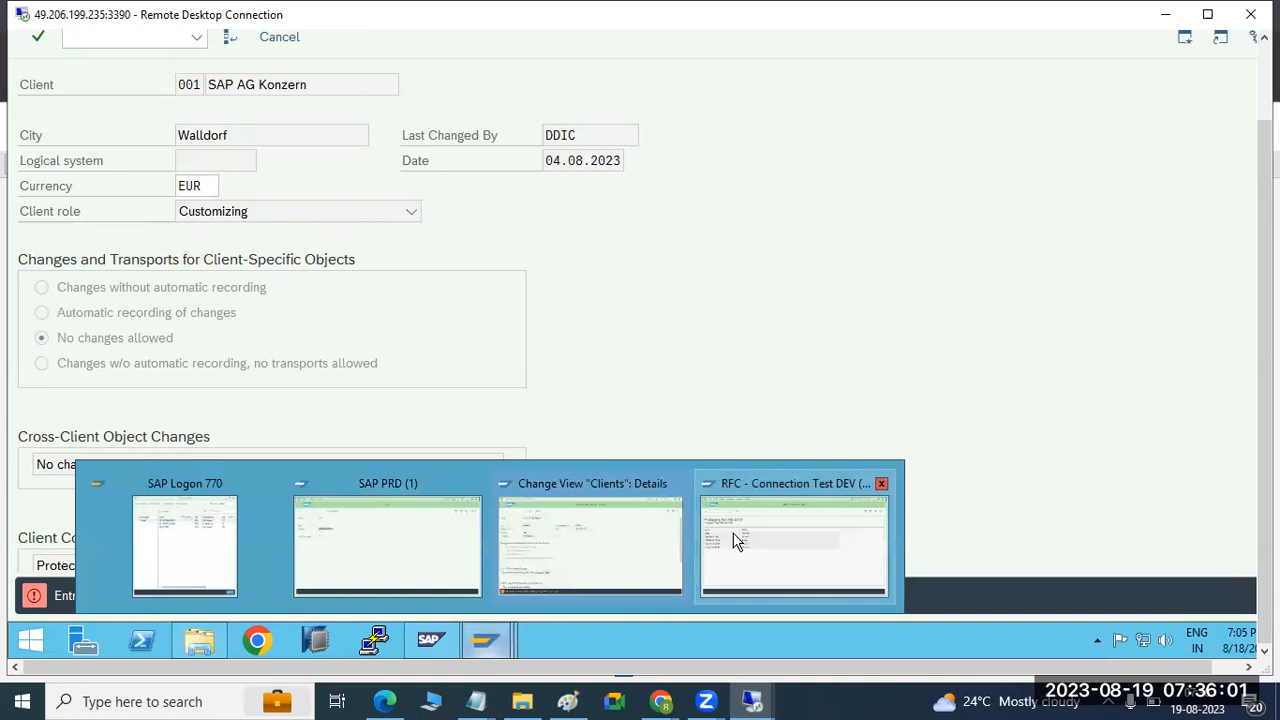 49.206.199.235:3390 - Remote Desktop Connection
Cancel
Client 001 SAP AG Konzern
City Walldorf Last Changed By DDIC
Logical system Date 04.08.2023
Currency EUR
Client role Customizing
Changes and Transports for Client-Specific Objects
Changes without automatic recording
Automatic recording of changes
No changes allowed
Changes w/o automatic recording, no transports allowed
Cross-Client Object Changes
No cha
SAP Logon 770
SAP PRD (1)
Change View "Clients": Details
RFC - Connection Test DEV (...
Client Co
Protec
Ent
SAP
ENG
IN
7:05 P
8/18/20
Type here to search
24°C Mostly cloudy
2023-08-19 07:36:01
19-08-2023
20